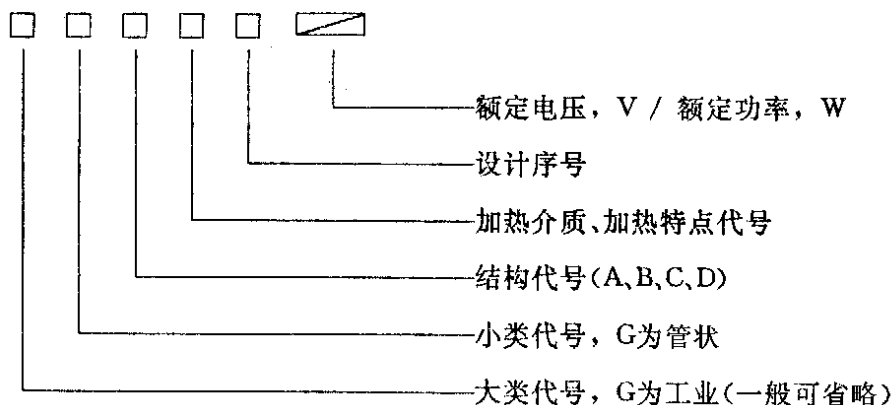 额定电压，V / 额定功率，W
设计序号
加热介质、加热特点代号
结构代号(A、B、C、D)
小类代号，G为管状
大类代号，G为工业(一般可省略)